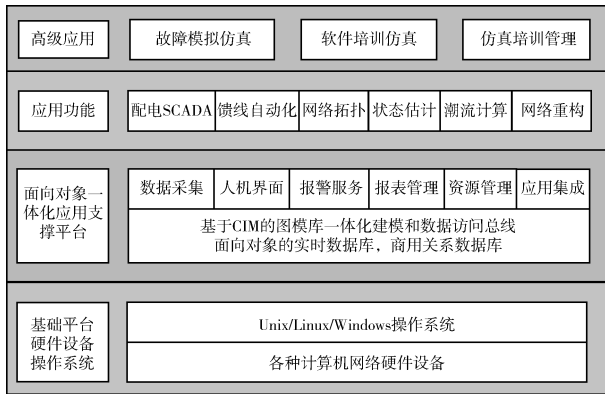 高级应用
故障模拟仿真
软件培训仿真
仿真培训管理
应用功能
配电SCADA
馈线自动化
网络拓扑
状态估计
潮流计算
网络重构
面向对象一
体化应用支
撑平台
数据采集
人机界面
报警服务
报表管理
资源管理
应用集成
基于CIM的图模库一体化建模和数据访问总线
面向对象的实时数据库，商用关系数据库
基础平台
硬件设备
操作系统
Unix/Linux/Windows操作系统
各种计算机网络硬件设备